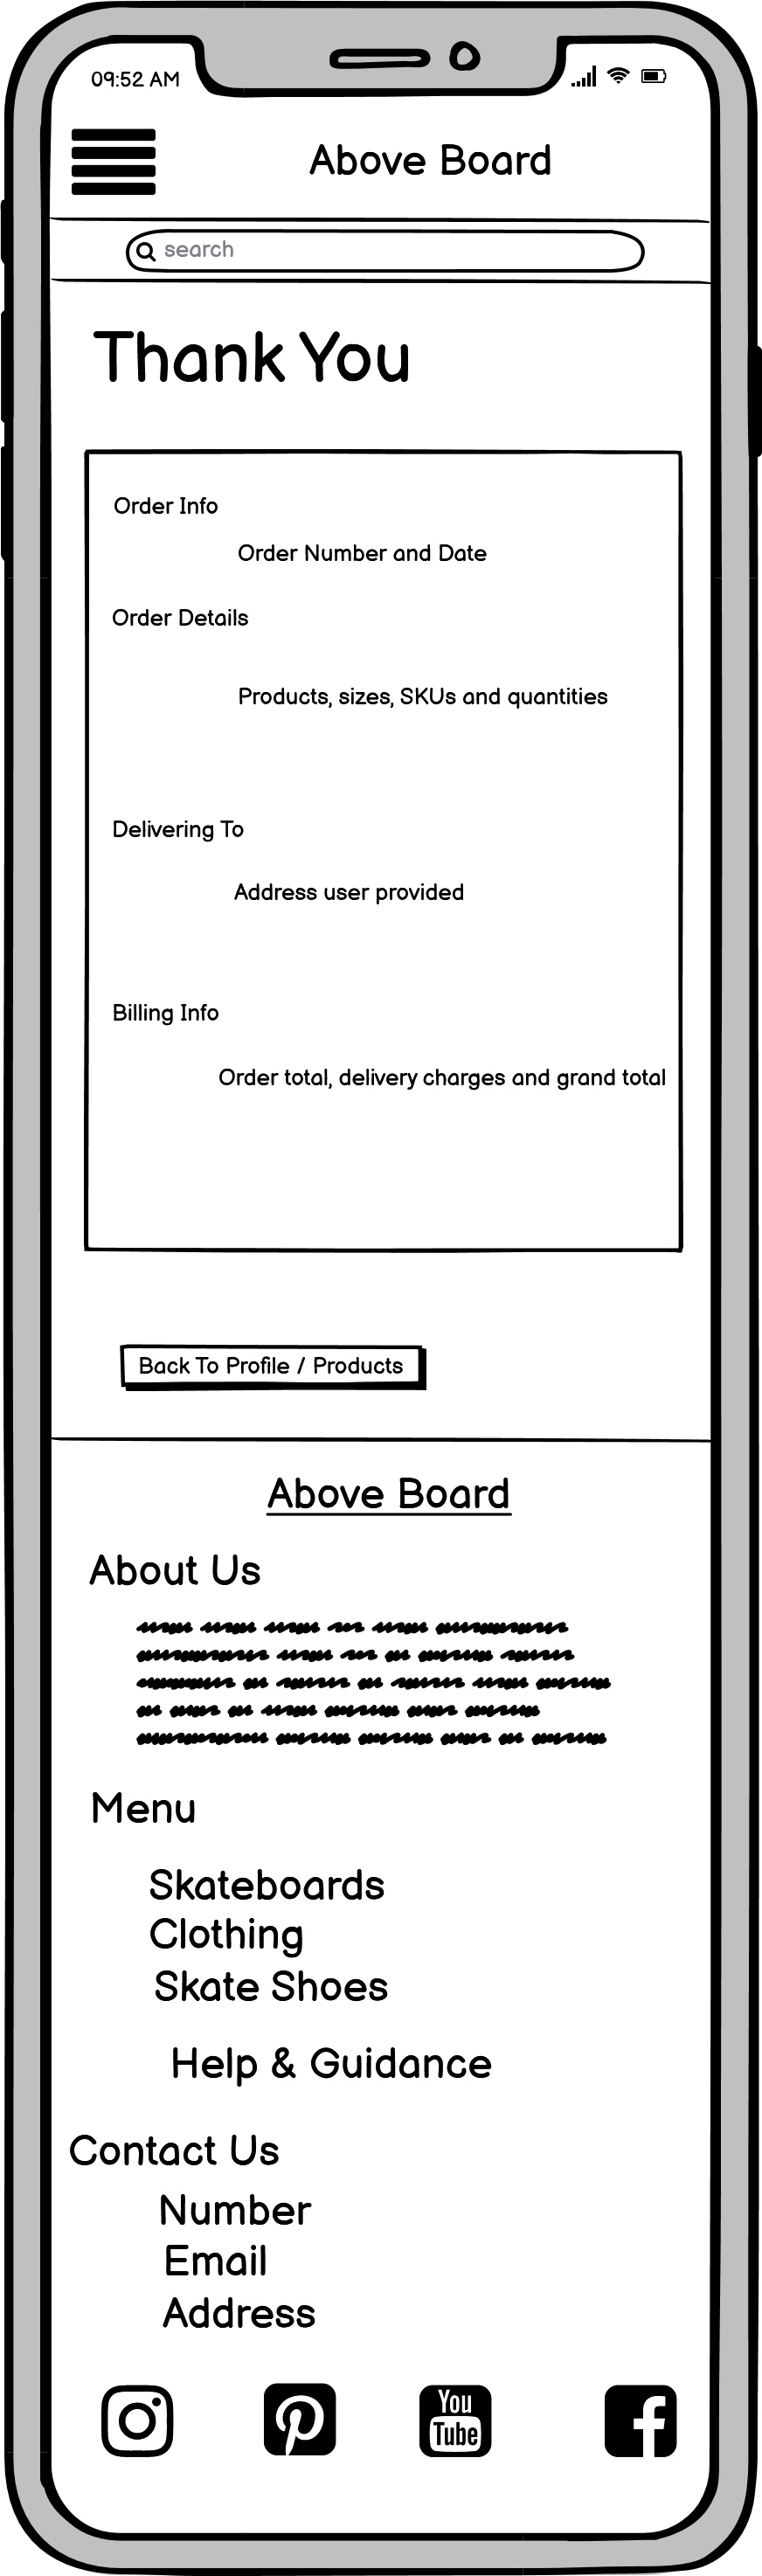 09:52 AM
Above Board
search
Thank You
Order Info
Order Number and Date
Order Details
Products, sizes, SKUs and quantities
Delivering To
Address user provided
Billing Info
Order total, delivery charges and grand total
Back To Profile / Products
Above Board
About Us
Menu
Skateboards
Clothing
Skate Shoes
Help & Guidance
Contact Us
Number
Email
Address
You
Tube